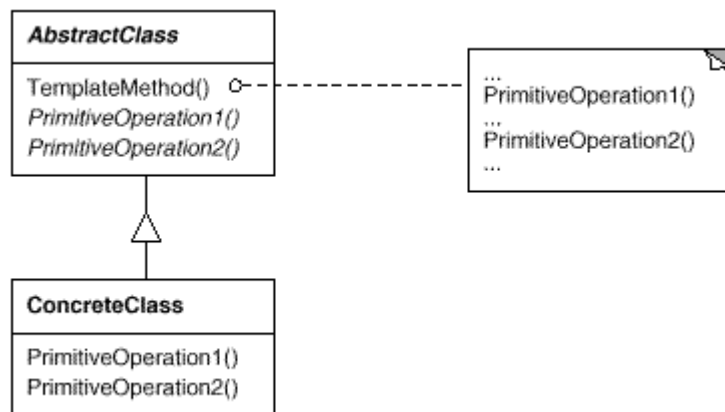 AbstractClass
TemplateMethod()
PrimitiveOperation1()
PrimitiveOperation2()
...
PrimitiveOperation1()
...
PrimitiveOperation2()
...
ConcreteClass
PrimitiveOperation1()
PrimitiveOperation2()